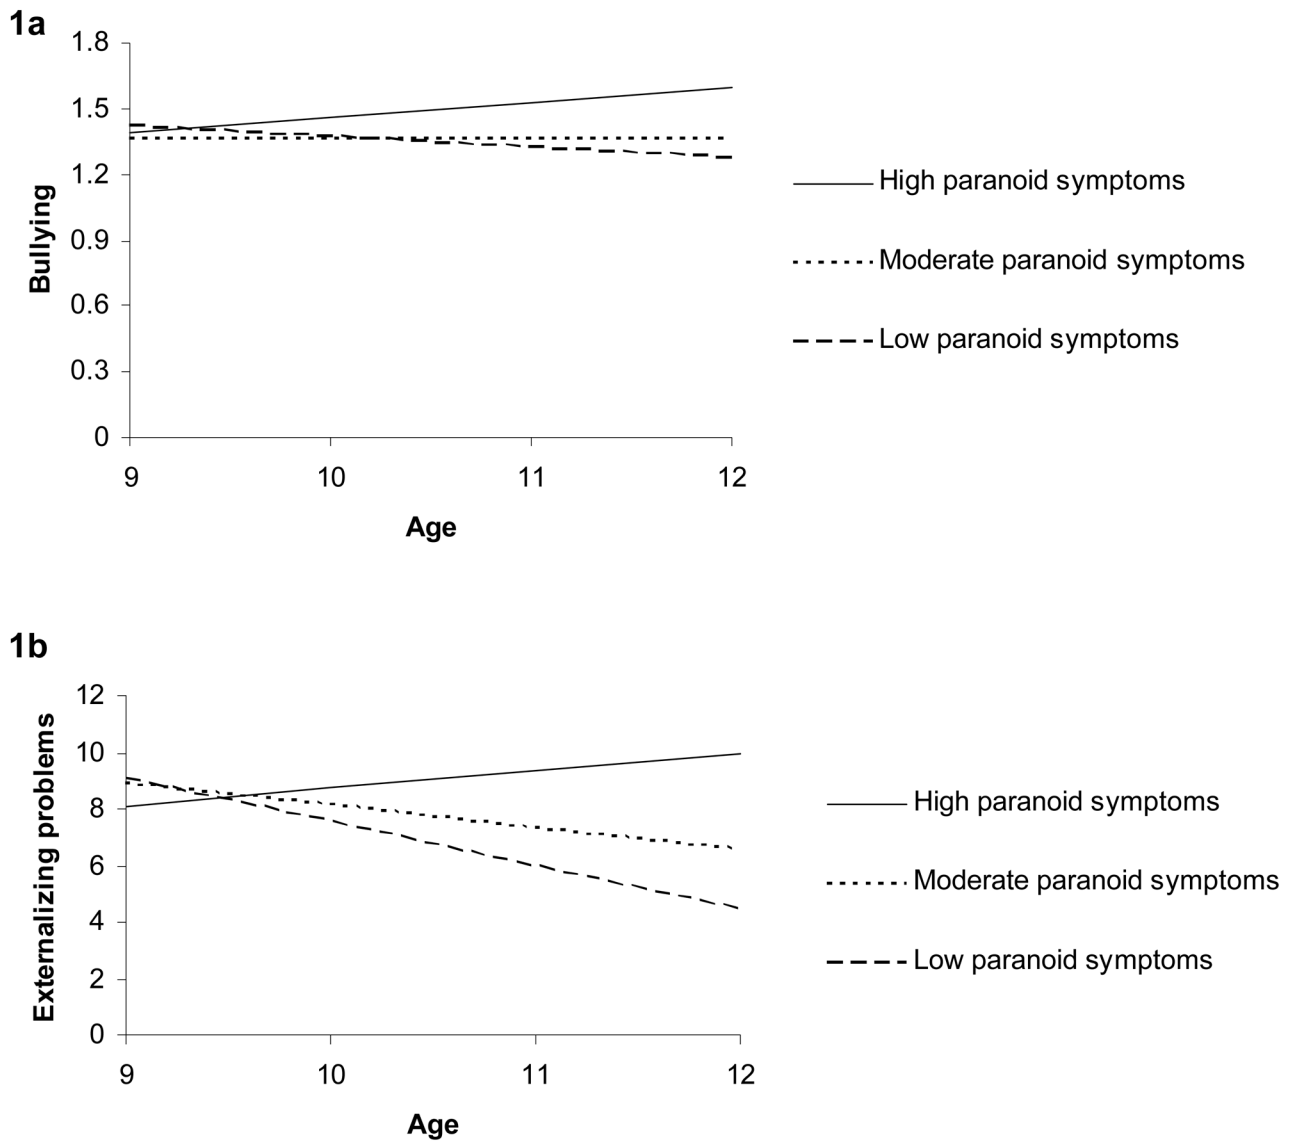 1a
1.8
1.5
1.2
0.9
0.6
0.3
0
Bullying
9 10 11 12
Age
High paranoid symptoms
Moderate paranoid symptoms
Low paranoid symptoms
1b
12
10
8
6
4
2
0
Externalizing problems
9 10 11 12
Age
High paranoid symptoms
Moderate paranoid symptoms
Low paranoid symptoms